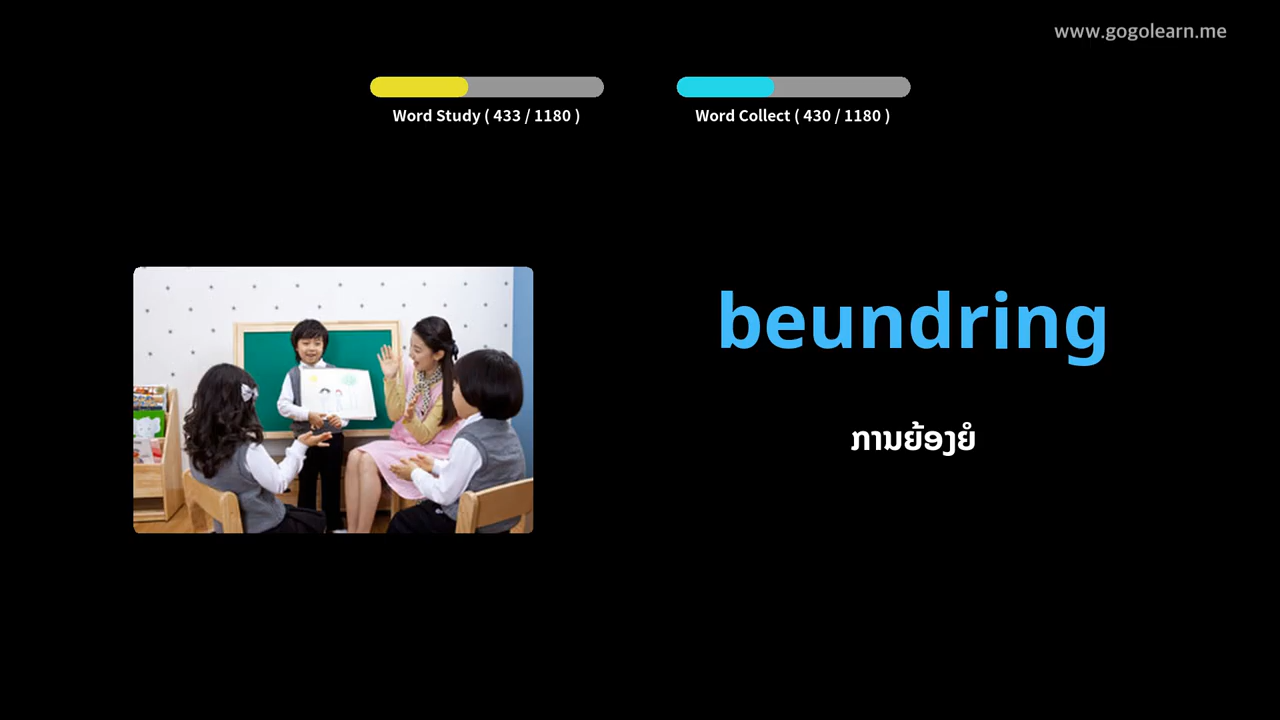 www.gogolearn.me
Word Study ( 433 / 1180 )
Word Collect ( 430 / 1180 )
beundring
ການຍ້ອງຍໍ